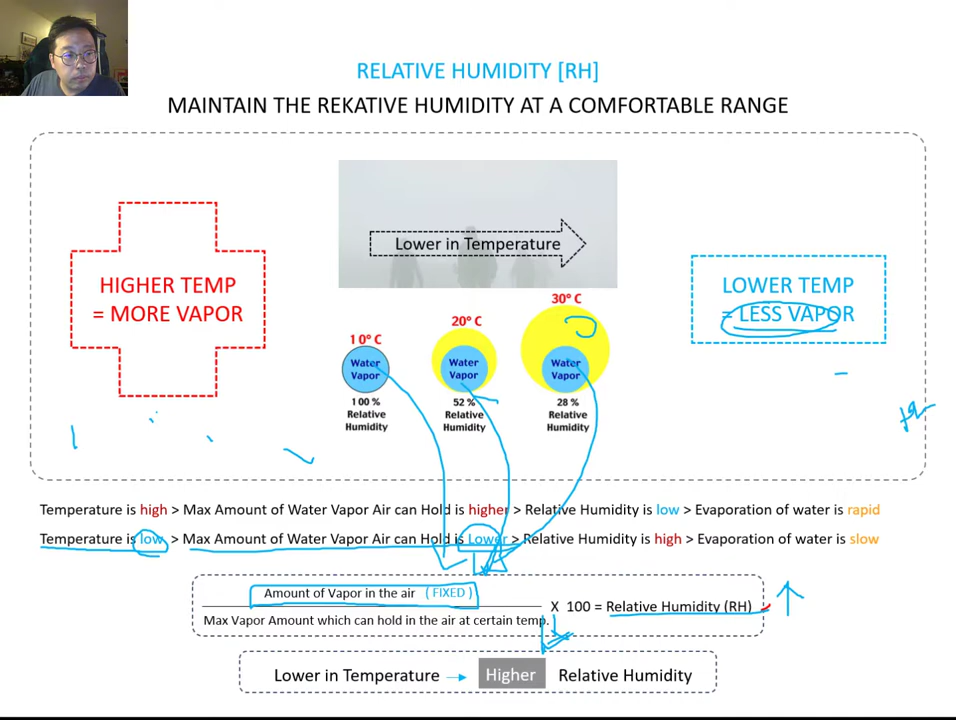 RELATIVE HUMIDITY [RH]
MAINTAIN THE REKATIVE HUMIDITY AT A COMFORTABLE RANGE
HIGHER TEMP
= MORE VAPOR
Lower in Temperature
LOWER TEMP
= LESS VAPOR
10° C
Water
Vapor
100 %
Relative
Humidity
20° C
Water
Vapor
52 %
Relative
Humidity
30° C
Water
Vapor
28 %
Relative
Humidity
Temperature is high > Max Amount of Water Vapor Air can Hold is higher > Relative Humidity is low > Evaporation of water is rapid
Temperature is low > Max Amount of Water Vapor Air can Hold is Lower > Relative Humidity is high > Evaporation of water is slow
Amount of Vapor in the air ( FIXED )
Max Vapor Amount which can hold in the air at certain temp.
X 100 = Relative Humidity (RH)
Lower in Temperature → Higher Relative Humidity